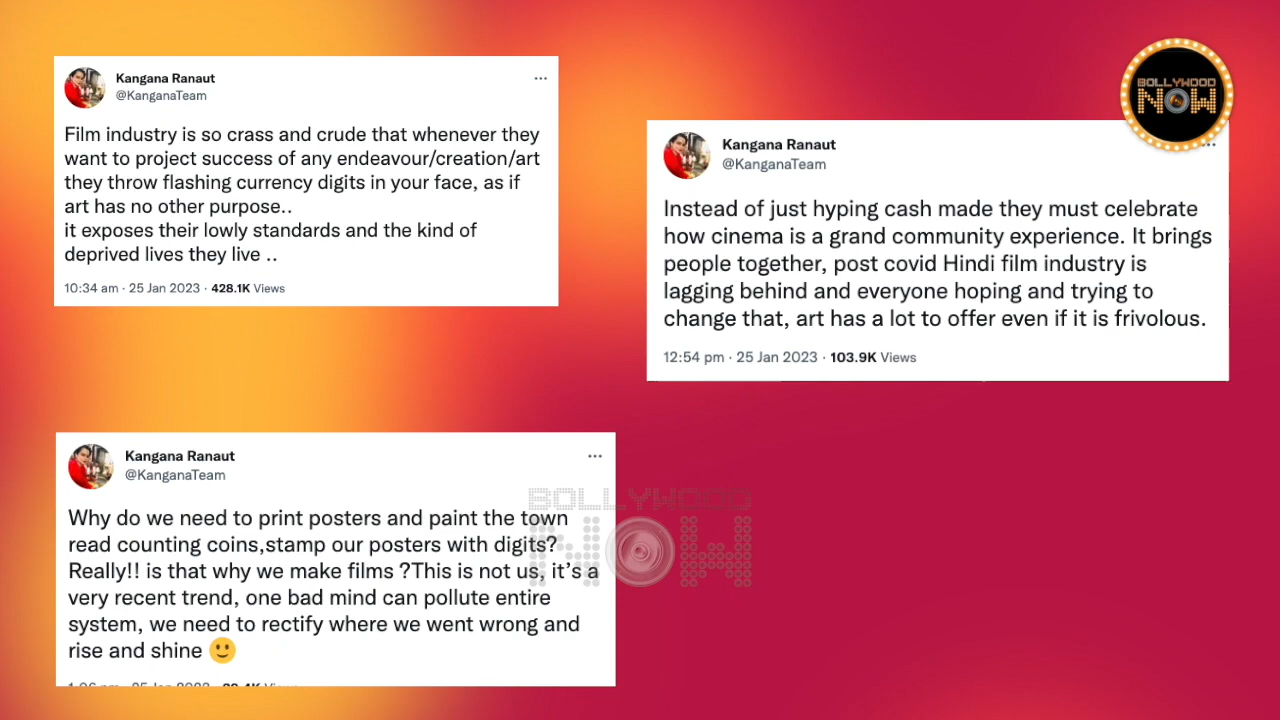 Kangana Ranaut
@KanganaTeam
Film industry is so crass and crude that whenever they
want to project success of any endeavour/creation/art
they throw flashing currency digits in your face, as if
art has no other purpose..
it exposes their lowly standards and the kind of
deprived lives they live ..
10:34 am · 25 Jan 2023 · 428.1K Views
BOLLYWOOD
NOW
Kangana Ranaut
@KanganaTeam
Instead of just hyping cash made they must celebrate
how cinema is a grand community experience. It brings
people together, post covid Hindi film industry is
lagging behind and everyone hoping and trying to
change that, art has a lot to offer even if it is frivolous.
12:54 pm · 25 Jan 2023 · 103.9K Views
Kangana Ranaut
@KanganaTeam
Why do we need to print posters and paint the town
read counting coins,stamp our posters with digits?
Really!! is that why we make films ?This is not us, it's a
very recent trend, one bad mind can pollute entire
system, we need to rectify where we went wrong and
rise and shine 🙂
BOLLYWOOD
NOW